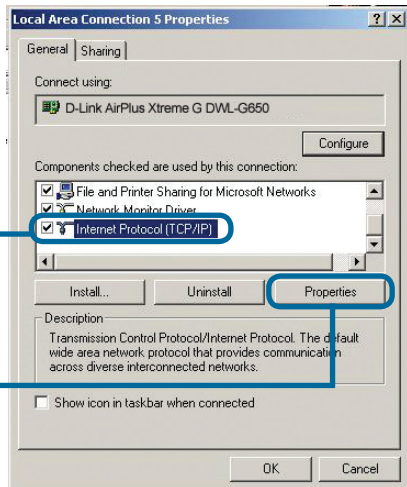 Local Area Connection 5 Properties
General
Sharing
Connect using:
D-Link AirPlus Xtreme G DWL-G650
Configure
Components checked are used by this connection:
File and Printer Sharing for Microsoft Networks
Network Monitor Driver
Internet Protocol (TCP/IP)
Install...
Uninstall
Properties
Description
Transmission Control Protocol/Internet Protocol. The default
wide area network protocol that provides communication
across diverse interconnected networks.
Show icon in taskbar when connected
OK
Cancel